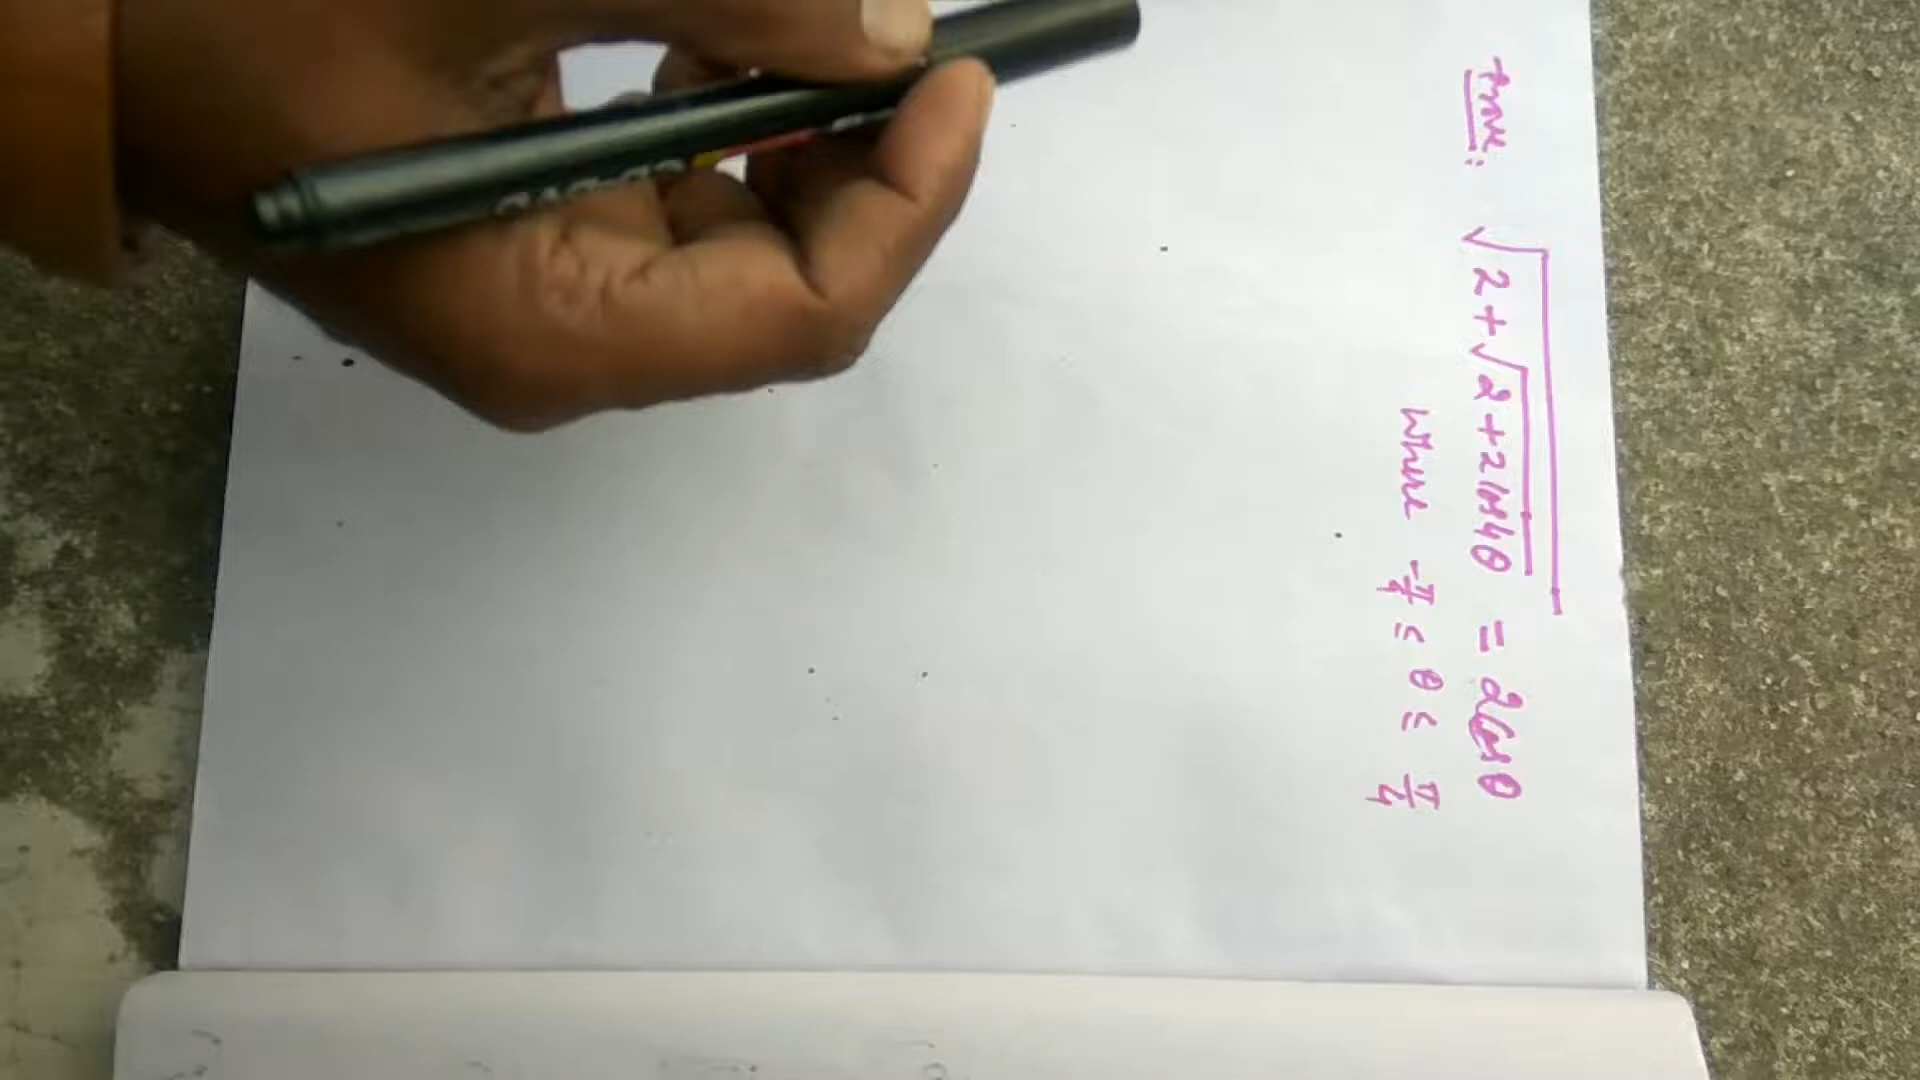 Prove: √(2+√(2+2cos4θ)) = 2cosθ
where -π/4 ≤ θ ≤ π/4